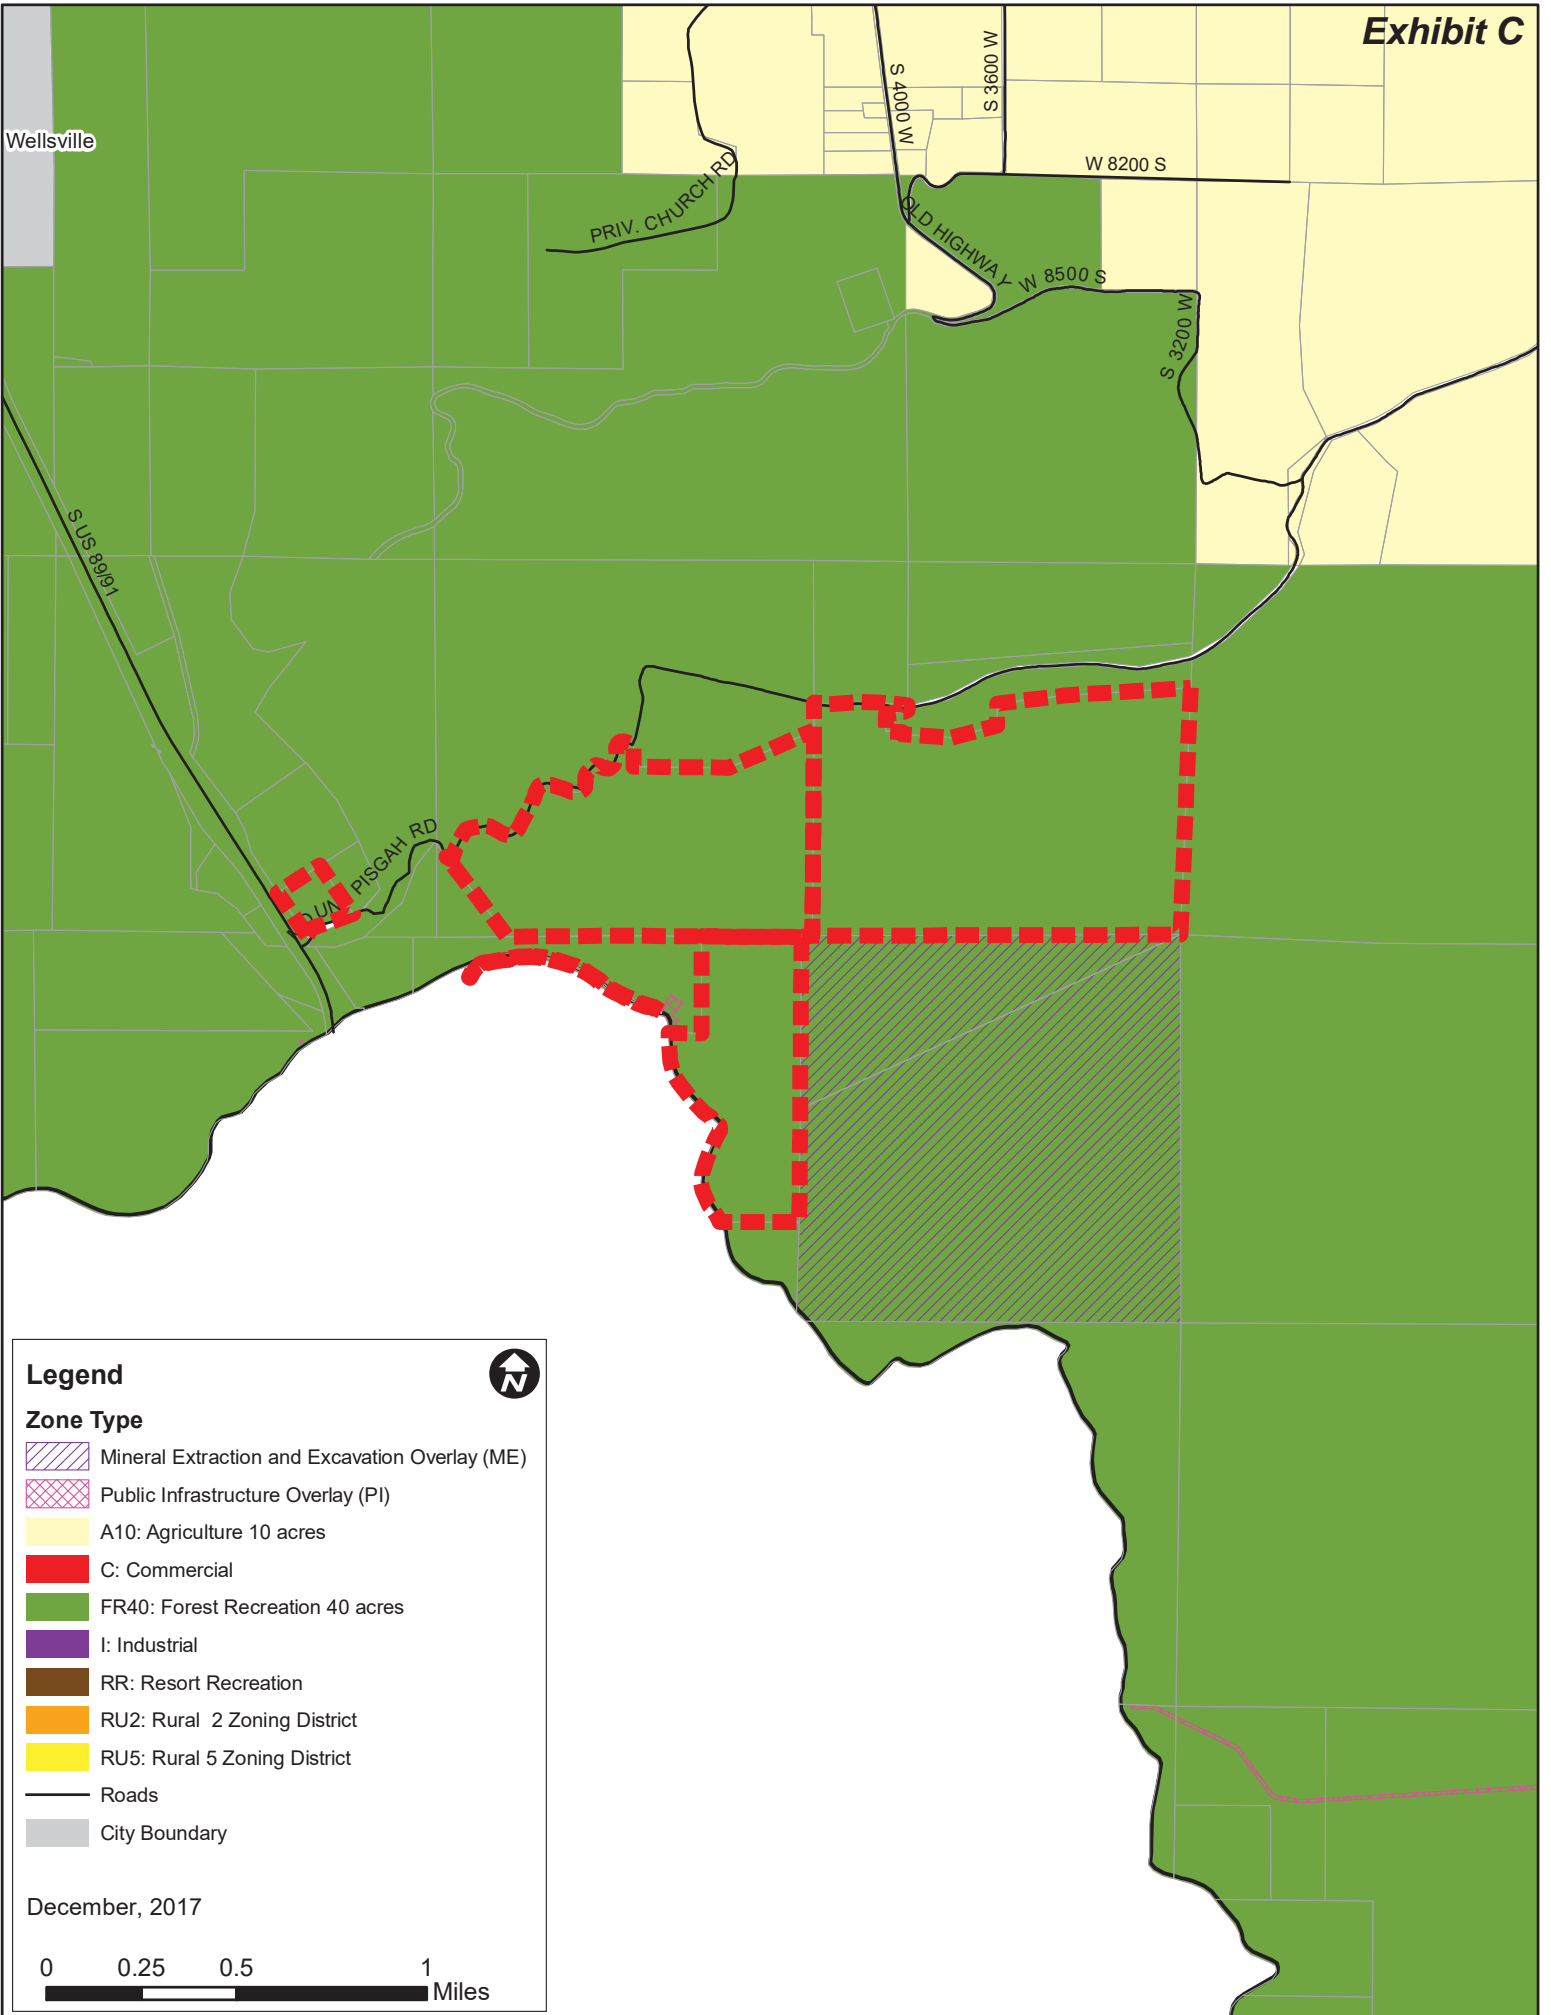 Exhibit C
S 4000 W
S 3600 W
Wellsville
W 8200 S
PRIV. CHURCH RD
OLD HIGHWAY
W 8500 S
S 3200 W
S US 89/91
PISGAH RD
Legend
N
Zone Type
Mineral Extraction and Excavation Overlay (ME)
Public Infrastructure Overlay (PI)
A10: Agriculture 10 acres
C: Commercial
FR40: Forest Recreation 40 acres
I: Industrial
RR: Resort Recreation
RU2: Rural 2 Zoning District
RU5: Rural 5 Zoning District
Roads
City Boundary
December, 2017
0 0.25 0.5 1
Miles